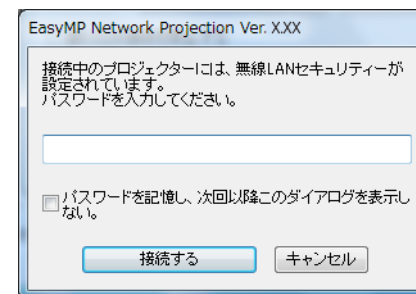 EasyMP Network Projection Ver. X.XX
接続中のプロジェクターには、無線LANセキュリティーが
設定されています。
パスワードを入力してください。
パスワードを記憶し、次回以降このダイアログを表示し
ない。
接続する
キャンセル